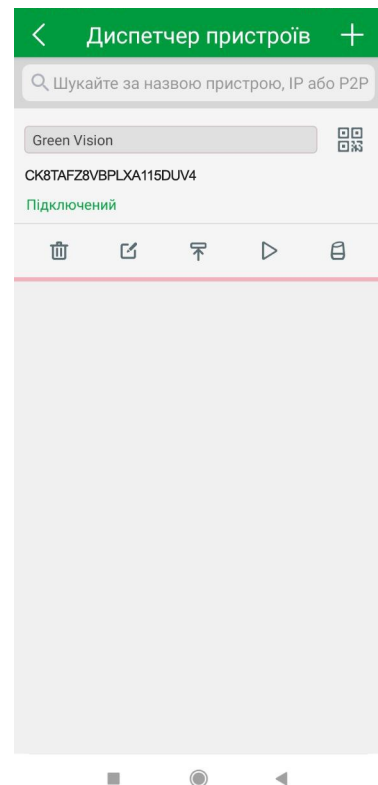 Диспетчер пристроїв
Шукайте за назвою пристрою, IP або P2P
Green Vision
CK8TAFZ8VBPLXA115DUV4
Підключений